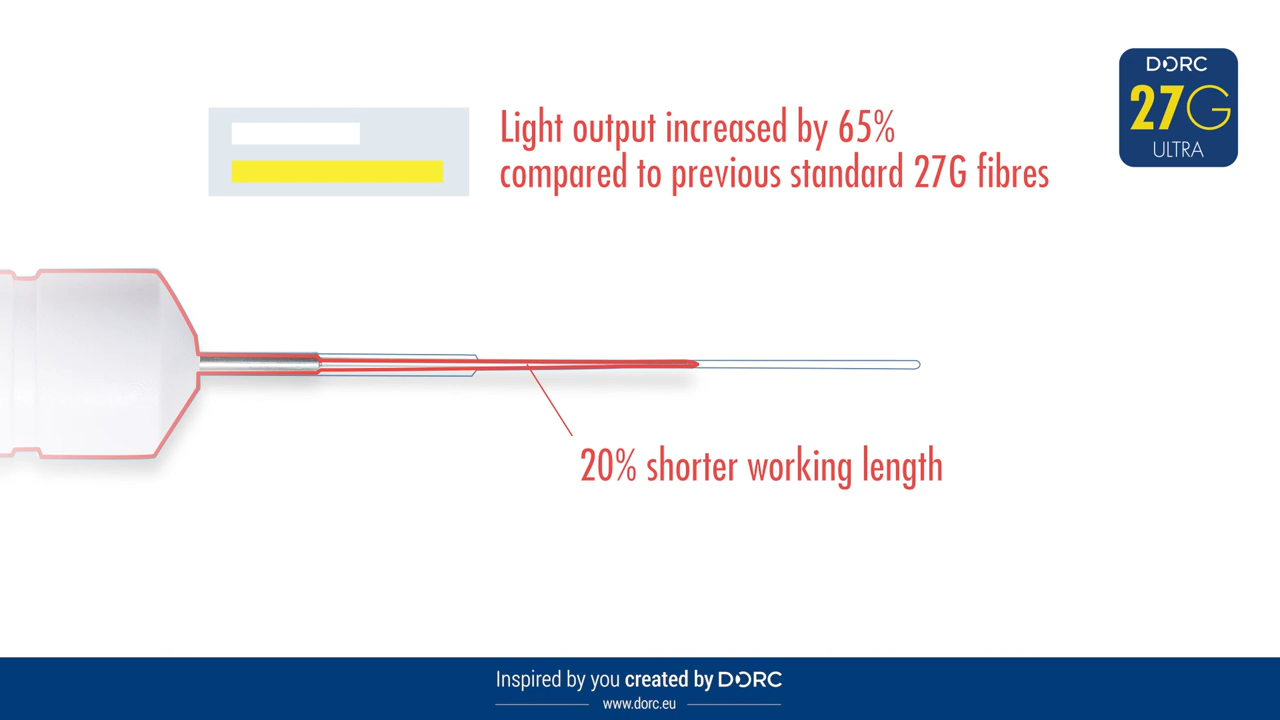 Light output increased by 65%
compared to previous standard 27G fibres
DORC
27G
ULTRA
20% shorter working length
Inspired by you created by DORC
www.dorc.eu